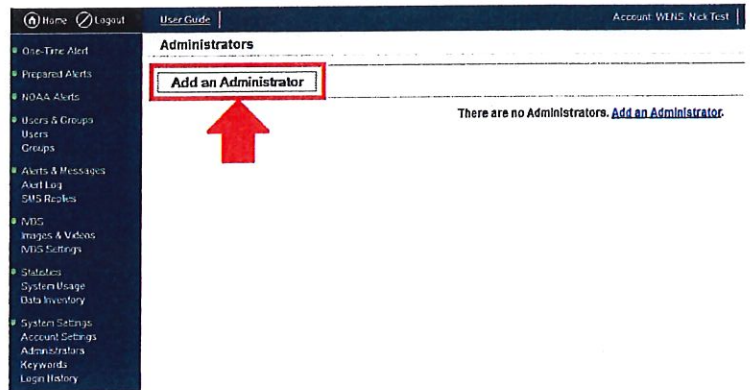 Home Logout User Guide Account: WENS: Nick Test
One-Time Alert
Prepared Alerts
NOAA Alerts
Users & Groups
Users
Groups
Alerts & Messages
Alert Log
SMS Replies
IVBS
Images & Videos
IVBS Settings
Statistics
System Usage
Data Inventory
System Settings
Account Settings
Administrators
Keywords
Login History
Administrators
Add an Administrator
There are no Administrators. Add an Administrator.